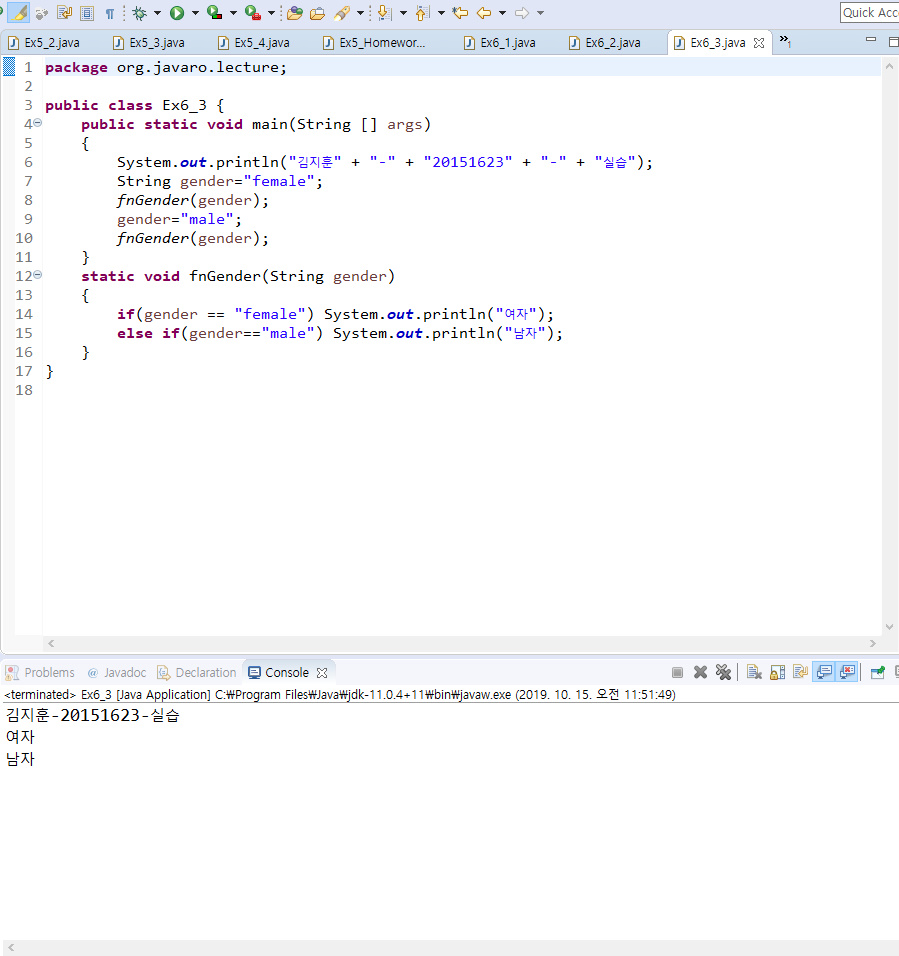 Quick Acc
Ex5_2.java Ex5_3.java Ex5_4.java Ex5_Homewor... Ex6_1.java Ex6_2.java Ex6_3.java »1
1 package org.javaro.lecture;
2
3 public class Ex6_3 {
4 public static void main(String [] args)
5 {
6 System.out.println("김지훈" + "-" + "20151623" + "-" + "실습");
7 String gender="female";
8 fnGender(gender);
9 gender="male";
10 fnGender(gender);
11 }
12 static void fnGender(String gender)
13 {
14 if(gender == "female") System.out.println("여자");
15 else if(gender=="male") System.out.println("남자");
16 }
17 }
18
Problems @ Javadoc Declaration Console
<terminated> Ex6_3 [Java Application] C:₩Program Files₩Java₩jdk-11.0.4+11₩bin₩javaw.exe (2019. 10. 15. 오전 11:51:49)
김지훈-20151623-실습
여자
남자